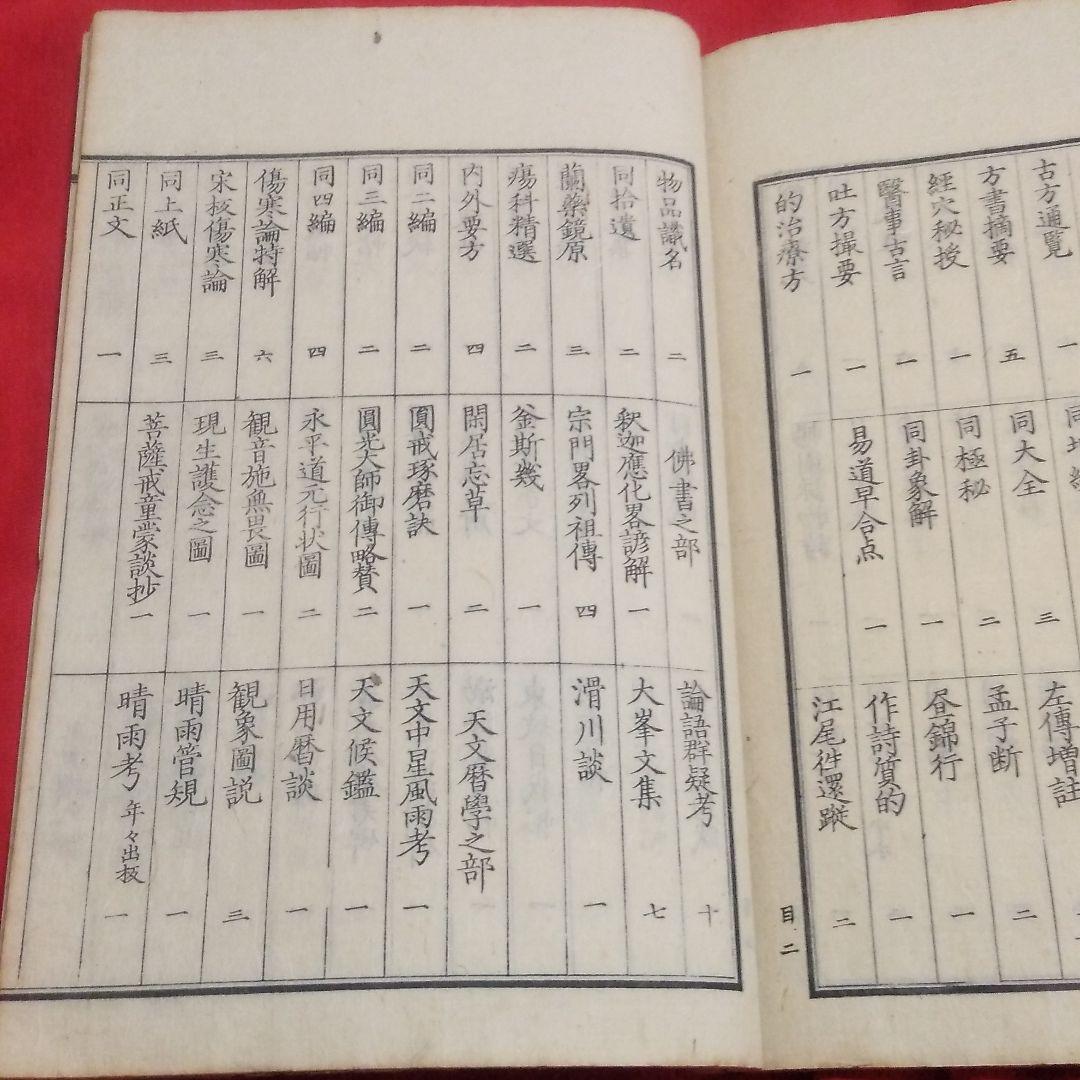 古方通覧 一
方書摘要 五
經穴秘授 一
醫事古言 一
吐方撮要 一
的治療方 一
同大全 三
同極秘 二
同卦象解 一
易道早合点 一
左傳増註
孟子断 二
昼錦行 一
作詩質的 一
江尾徃還蹤 二
目二
物品識名 二
同拾遺 二
蘭藥鏡原 三
瘍科精選 二
内外要方 四
同二編 二
同三編 二
同四編 四
傷寒論特解 六
宋板傷寒論 三
同上紙 三
同正文 一
佛書之部
釈迦應化畧諺解 一
宗門畧列祖傳 四
釜斯幾 一
閑居忘草 二
圓戒琢磨訣 一
圓光大師御傳略賛 二
永平道元行状圖 二
観音施無畏圖 一
現生護念之圖 一
菩薩戒童蒙談抄 一
論語群疑考 十
大峯文集 七
滑川談 一
天文暦學之部
天文中星風雨考 一
天文候鑑 一
日用暦談 一
観象圖説 三
晴雨管規 一
晴雨考 年々出板 一